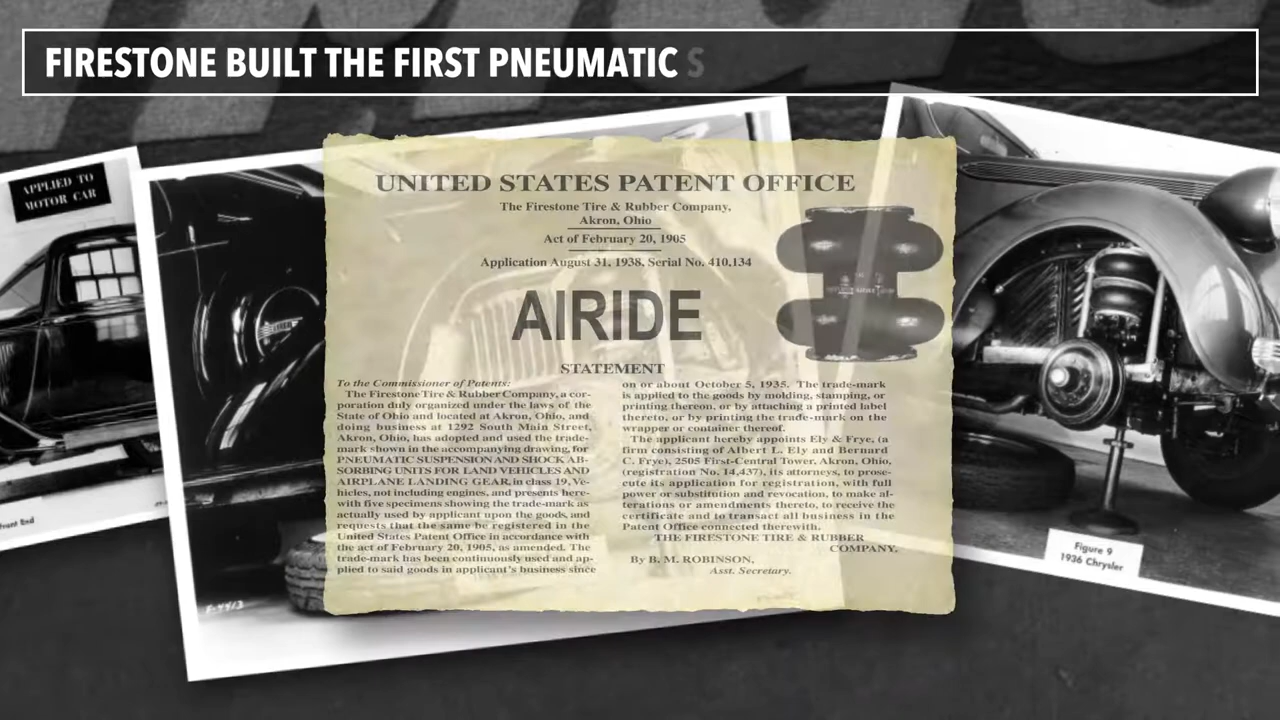 FIRESTONE BUILT THE FIRST PNEUMATIC S
APPLIED TO
MOTOR CAR
UNITED STATES PATENT OFFICE
The Firestone Tire & Rubber Company,
Akron, Ohio
Act of February 20, 1905
Application August 31, 1938, Serial No. 410,134
AIRIDE
STATEMENT
To the Commissioner of Patents:
The Firestone Tire & Rubber Company, a cor-
poration duly organized under the laws of the
State of Ohio and located at Akron, Ohio, and
doing business at 1292 South Main Street,
Akron, Ohio, has adopted and used the trade-
mark shown in the accompanying drawing, for
PNEUMATIC SUSPENSION AND SHOCK AB-
SORBING UNITS FOR LAND VEHICLES AND
AIRPLANE LANDING GEAR, in class 19, Ve-
hicles, not including engines, and presents here-
with five specimens showing the trade-mark as
actually used by applicant upon the goods, and
requests that the same be registered in the
United States Patent Office in accordance with
the act of February 20, 1905, as amended. The
trade-mark has been continuously used and ap-
plied to said goods in applicant's business since
on or about October 5, 1935. The trade-mark
is applied to the goods by molding, stamping, or
printing thereon, or by attaching a printed label
thereto, or by printing the trade-mark on the
wrapper or container thereof.
The applicant hereby appoints Ely & Frye, (a
firm consisting of Albert L. Ely and Bernard
C. Frye), 2505 First-Central Tower, Akron, Ohio,
(registration No. 14,437), its attorneys, to prose-
cute its application for registration, with full
power or substitution and revocation, to make al-
terations or amendments thereto, to receive the
certificate and to transact all business in the
Patent Office connected therewith.
THE FIRESTONE TIRE & RUBBER
COMPANY.
By B. M. ROBINSON,
Asst. Secretary.
Front End
F-4413
Figure 9
1936 Chrysler